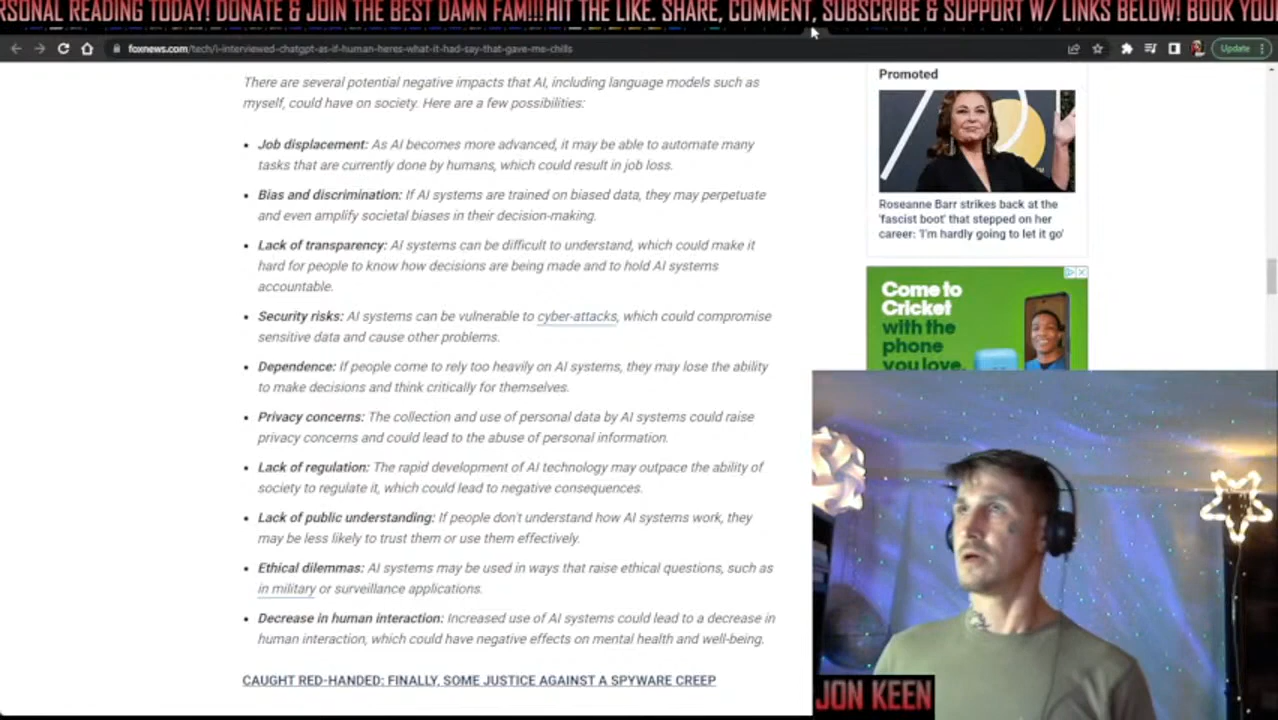 RSONAL READING TODAY! DONATE & JOIN THE BEST DAMN FAM!!! HIT THE LIKE. SHARE, COMMENT, SUBSCRIBE & SUPPORT W/ LINKS BELOW! BOOK YOU
foxnews.com/tech/i-interviewed-chatgpt-as-if-human-heres-what-it-had-say-that-gave-me-chills
Update
There are several potential negative impacts that AI, including language models such as
myself, could have on society. Here are a few possibilities:
• Job displacement: As AI becomes more advanced, it may be able to automate many
tasks that are currently done by humans, which could result in job loss.
• Bias and discrimination: If AI systems are trained on biased data, they may perpetuate
and even amplify societal biases in their decision-making.
• Lack of transparency: AI systems can be difficult to understand, which could make it
hard for people to know how decisions are being made and to hold AI systems
accountable.
• Security risks: AI systems can be vulnerable to cyber-attacks, which could compromise
sensitive data and cause other problems.
• Dependence: If people come to rely too heavily on AI systems, they may lose the ability
to make decisions and think critically for themselves.
• Privacy concerns: The collection and use of personal data by AI systems could raise
privacy concerns and could lead to the abuse of personal information.
• Lack of regulation: The rapid development of AI technology may outpace the ability of
society to regulate it, which could lead to negative consequences.
• Lack of public understanding: If people don't understand how AI systems work, they
may be less likely to trust them or use them effectively.
• Ethical dilemmas: AI systems may be used in ways that raise ethical questions, such as
in military or surveillance applications.
• Decrease in human interaction: Increased use of AI systems could lead to a decrease in
human interaction, which could have negative effects on mental health and well-being.
CAUGHT RED-HANDED: FINALLY, SOME JUSTICE AGAINST A SPYWARE CREEP
Promoted
Roseanne Barr strikes back at the
'fascist boot' that stepped on her
career: 'I'm hardly going to let it go'
Come to
Cricket
with the
phone
you love.
JON KEEN